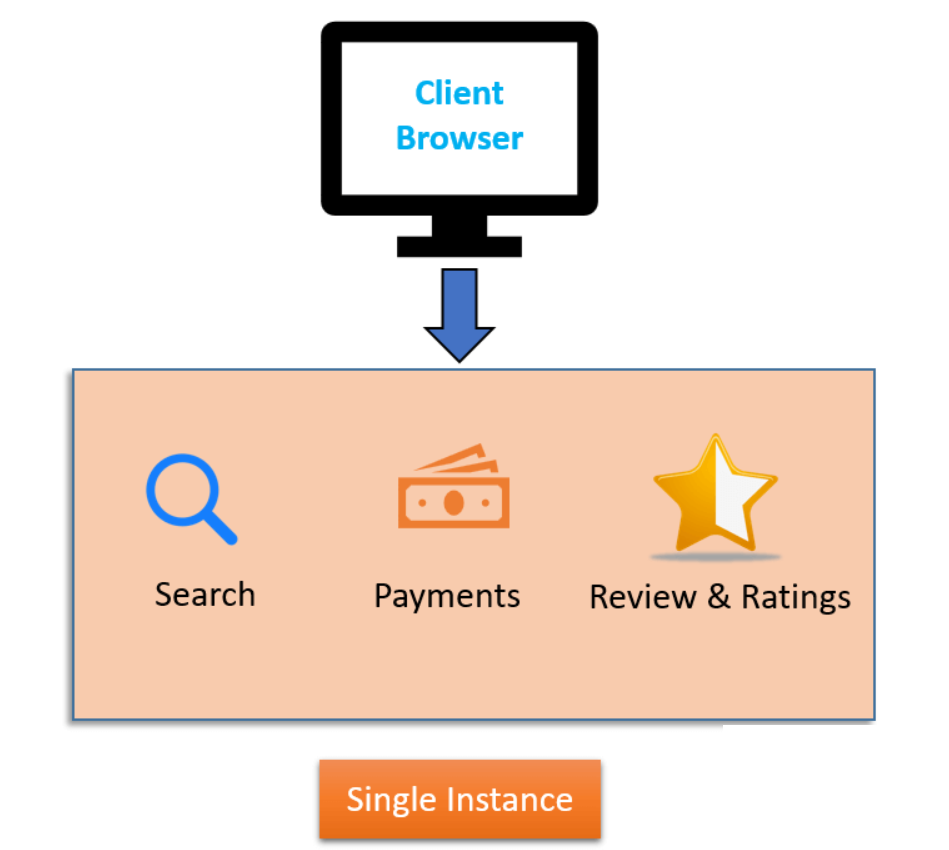 Client
Browser
Search
Payments
Review & Ratings
Single Instance